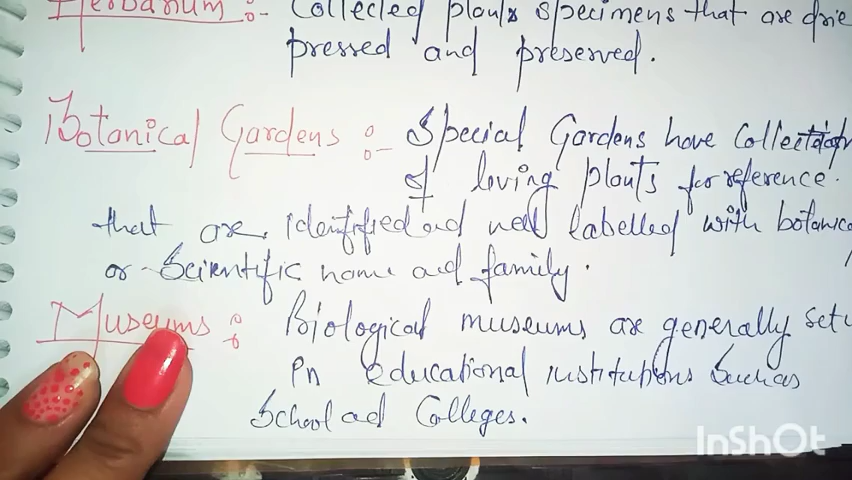 Herbarium :- Collected plants specimens that are drie
pressed and preserved.
Botanical Gardens :- Special Gardens have collection
of living plants for reference.
that are identified and well labelled with botanica
or Scientific name and family.
Museums : Biological museums are generally setu
in educational institutions such as
School and Colleges.
InShOt